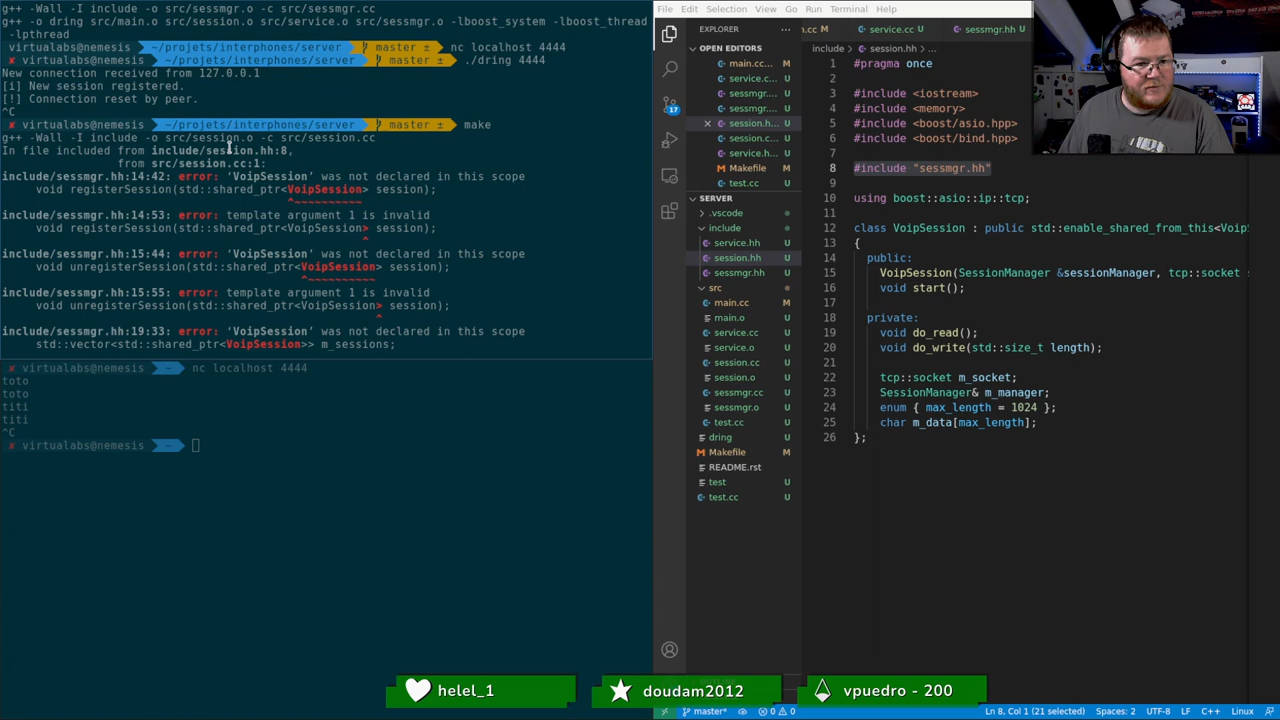 g++ -Wall -I include -o src/sessmgr.o -c src/sessmgr.cc
g++ -o dring src/main.o src/session.o src/service.o src/sessmgr.o -lboost_system -lboost_thread
-lpthread
✘ virtualabs@nemesis ~/projets/interphones/server master ± nc localhost 4444
✘ virtualabs@nemesis ~/projets/interphones/server master ± ./dring 4444
New connection received from 127.0.0.1
[i] New session registered.
[!] Connection reset by peer.
^C
✘ virtualabs@nemesis ~/projets/interphones/server master ± make
g++ -Wall -I include -o src/session.o -c src/session.cc
In file included from include/session.hh:8,
from src/session.cc:1:
include/sessmgr.hh:14:42: error: ‘VoipSession’ was not declared in this scope
void registerSession(std::shared_ptr<VoipSession> session);
^~~~~~~~~~~
include/sessmgr.hh:14:53: error: template argument 1 is invalid
void registerSession(std::shared_ptr<VoipSession> session);
^
include/sessmgr.hh:15:44: error: ‘VoipSession’ was not declared in this scope
void unregisterSession(std::shared_ptr<VoipSession> session);
^~~~~~~~~~~
include/sessmgr.hh:15:55: error: template argument 1 is invalid
void unregisterSession(std::shared_ptr<VoipSession> session);
^
include/sessmgr.hh:19:33: error: ‘VoipSession’ was not declared in this scope
std::vector<std::shared_ptr<VoipSession>> m_sessions;
✘ virtualabs@nemesis ~ nc localhost 4444
toto
toto
titi
titi
^C
✘ virtualabs@nemesis ~
File Edit Selection View Go Run Terminal Help
EXPLORER ···
OPEN EDITORS
main.cc... M
service.c... U
sessmgr.... U
sessmgr.... U
session.h... U
session.c... U
service.h... U
Makefile M
test.cc U
SERVER
.vscode
include
service.hh U
session.hh U
sessmgr.hh U
src
main.cc M
main.o U
service.cc U
service.o U
session.cc U
session.o U
sessmgr.cc U
sessmgr.o U
test.cc U
dring U
Makefile M
README.rst
test U
test.cc U
17
n.cc M service.cc U sessmgr.hh U
include > session.hh > ...
1 #pragma once
2
3 #include <iostream>
4 #include <memory>
5 #include <boost/asio.hpp>
6 #include <boost/bind.hpp>
7
8 #include "sessmgr.hh"
9
10 using boost::asio::ip::tcp;
11
12 class VoipSession : public std::enable_shared_from_this<VoipS
13 {
14 public:
15 VoipSession(SessionManager &sessionManager, tcp::socket s
16 void start();
17
18 private:
19 void do_read();
20 void do_write(std::size_t length);
21
22 tcp::socket m_socket;
23 SessionManager& m_manager;
24 enum { max_length = 1024 };
25 char m_data[max_length];
26 };
helel_1
doudam2012
vpuedro - 200
master* 0 0 Ln 8, Col 1 (21 selected) Spaces: 2 UTF-8 LF C++ Linux